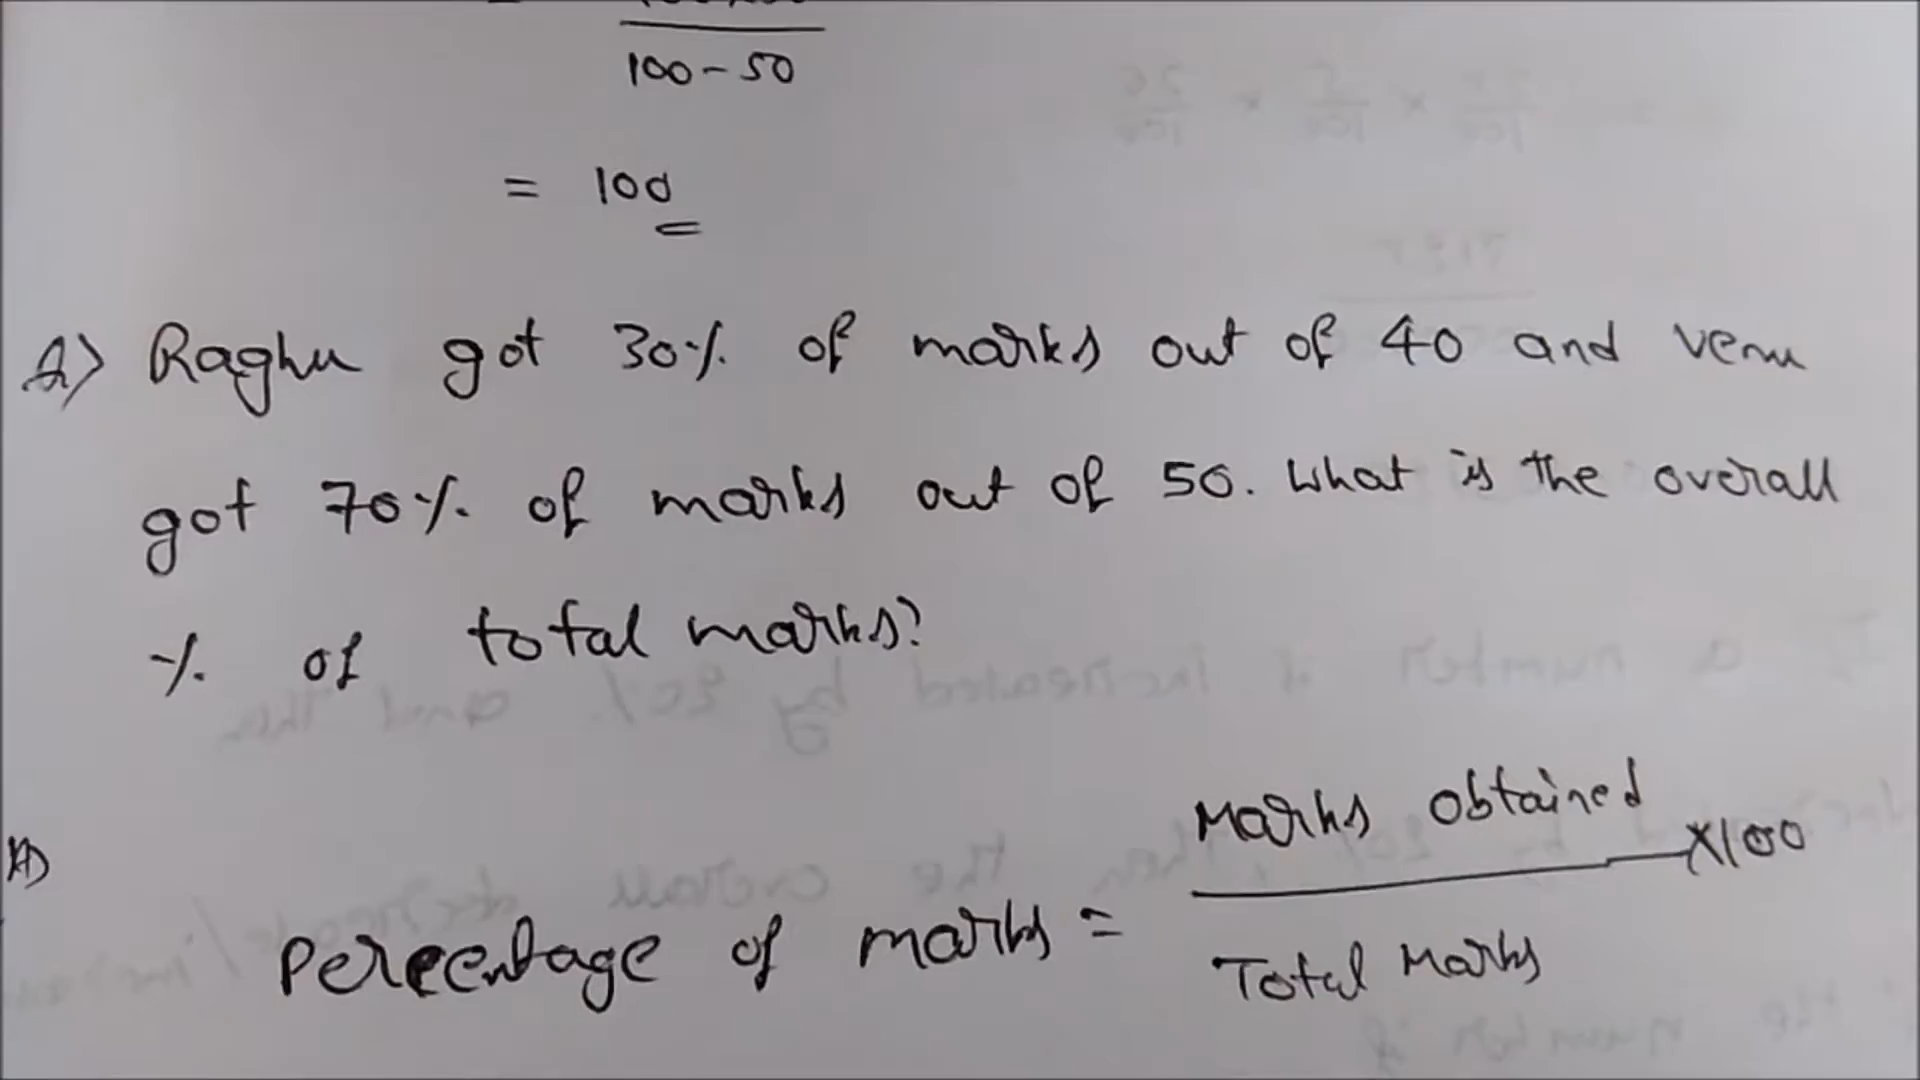 =
100-50
= 100
Q) Raghu got 30% of marks out of 40 and venu
got 70% of marks out of 50. What is the overall
% of total marks?
A)
Percentage of marks = Marks Obtained / Total Marks X100